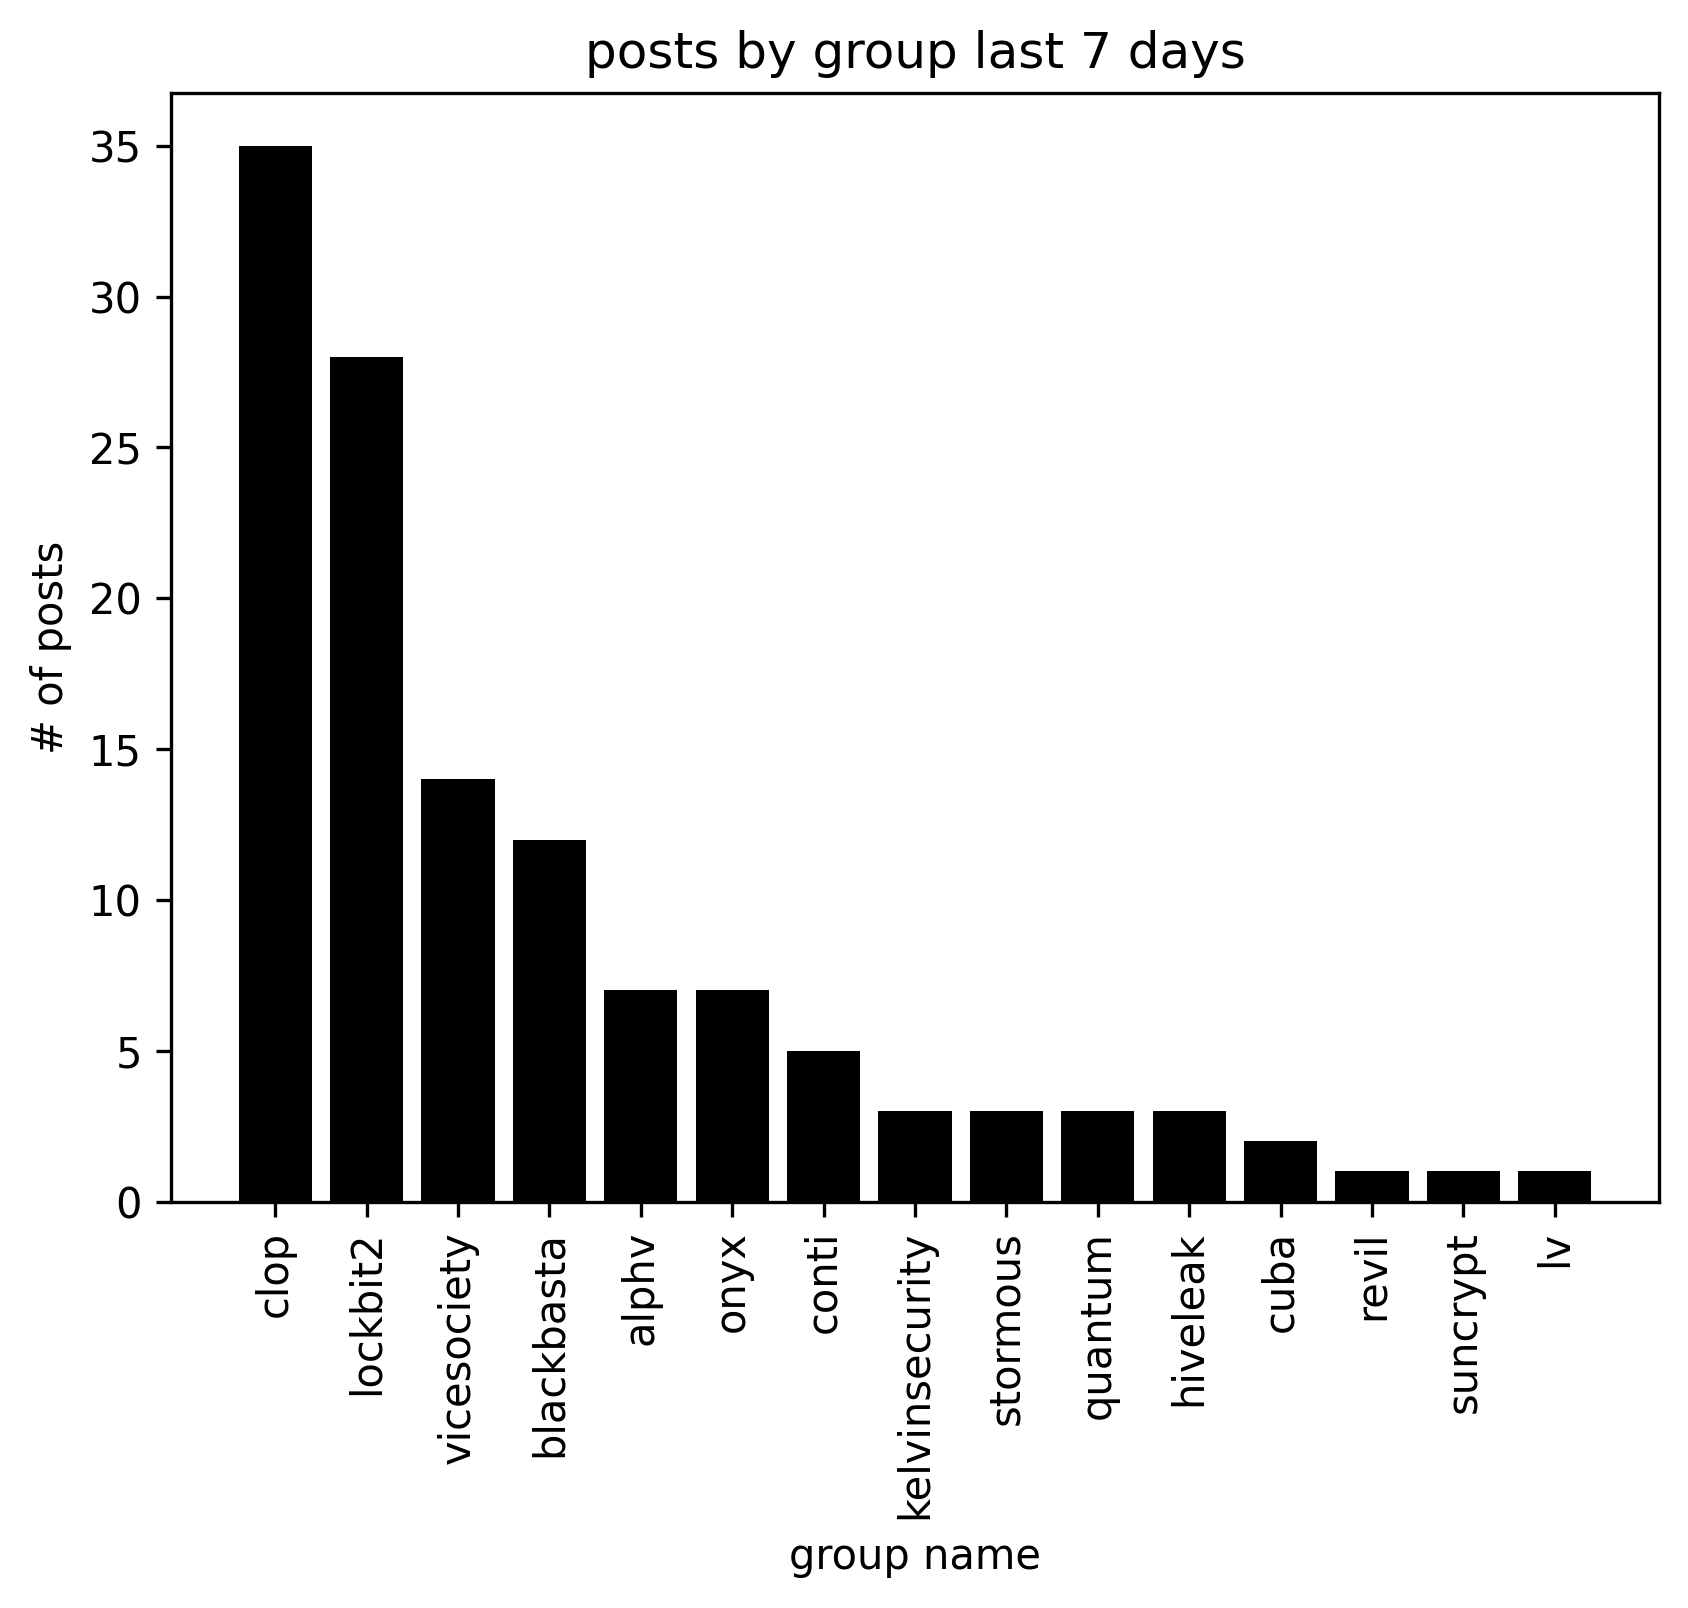 posts by group last 7 days
# of posts
35
30
25
20
15
10
5
0
clop
lockbit2
vicesociety
blackbasta
alphv
onyx
conti
kelvinsecurity
stormous
quantum
hiveleak
cuba
revil
suncrypt
lv
group name